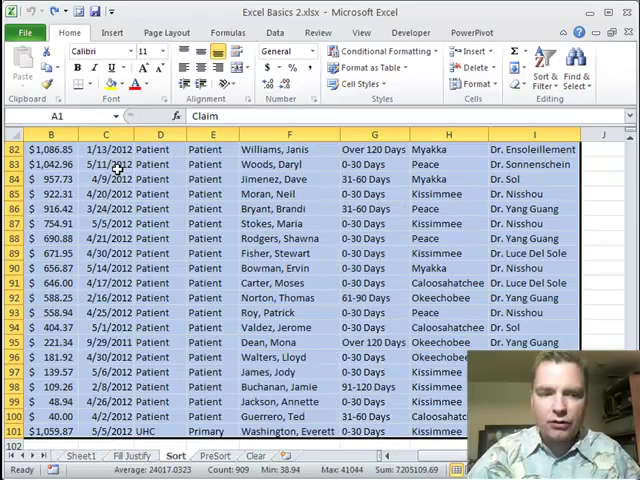 Excel Basics 2.xlsx - Microsoft Excel
File Home Insert Page Layout Formulas Data Review View Developer PowerPivot
Calibri 11 General Conditional Formatting Insert
Paste B I U A $ % , Format as Table Delete Sort & Filter Find & Select
Cell Styles Format
Clipboard Font Alignment Number Styles Cells Editing
A1 fx Claim
B C D E F G H I J
82 $ 1,086.85 1/13/2012 Patient Patient Williams, Janis Over 120 Days Myakka Dr. Ensoleillement
83 $ 1,042.96 5/11/2012 Patient Patient Woods, Daryl 0-30 Days Peace Dr. Sonnenschein
84 $ 957.73 4/9/2012 Patient Patient Jimenez, Dave 31-60 Days Myakka Dr. Sol
85 $ 922.31 4/20/2012 Patient Patient Moran, Neil 0-30 Days Kissimmee Dr. Nisshou
86 $ 916.42 3/24/2012 Patient Patient Bryant, Brandi 31-60 Days Peace Dr. Yang Guang
87 $ 754.91 5/5/2012 Patient Patient Stokes, Maria 0-30 Days Kissimmee Dr. Nisshou
88 $ 690.88 4/21/2012 Patient Patient Rodgers, Shawna 0-30 Days Peace Dr. Yang Guang
89 $ 671.95 4/30/2012 Patient Patient Fisher, Stewart 0-30 Days Kissimmee Dr. Luce Del Sole
90 $ 656.87 5/14/2012 Patient Patient Bowman, Ervin 0-30 Days Myakka Dr. Nisshou
91 $ 646.00 4/17/2012 Patient Patient Carter, Moses 0-30 Days Caloosahatchee Dr. Luce Del Sole
92 $ 588.25 2/16/2012 Patient Patient Norton, Thomas 61-90 Days Okeechobee Dr. Yang Guang
93 $ 558.94 4/25/2012 Patient Patient Roy, Patrick 0-30 Days Kissimmee Dr. Nisshou
94 $ 404.37 5/1/2012 Patient Patient Valdez, Jerome 0-30 Days Caloosahatchee Dr. Sol
95 $ 221.34 9/29/2011 Patient Patient Dean, Mona Over 120 Days Okeechobee Dr. Yang Guang
96 $ 181.92 4/30/2012 Patient Patient Walters, Lloyd 0-30 Days Okeechobee
97 $ 139.57 5/6/2012 Patient Patient James, Jody 0-30 Days Kissimmee
98 $ 109.26 2/8/2012 Patient Patient Buchanan, Jamie 91-120 Days Kissimmee
99 $ 48.94 4/26/2012 Patient Patient Jackson, Annette 0-30 Days Kissimmee
100 $ 40.00 4/2/2012 Patient Patient Guerrero, Ted 31-60 Days
101 $ 1,059.87 5/5/2012 UHC Primary Washington, Everett 0-30 Days Kissimmee
102
Sheet1 Fill Justify Sort PreSort Clear
Ready Average: 24017.0323 Count: 909 Min: 38.94 Max: 41044 Sum: 7205109.69